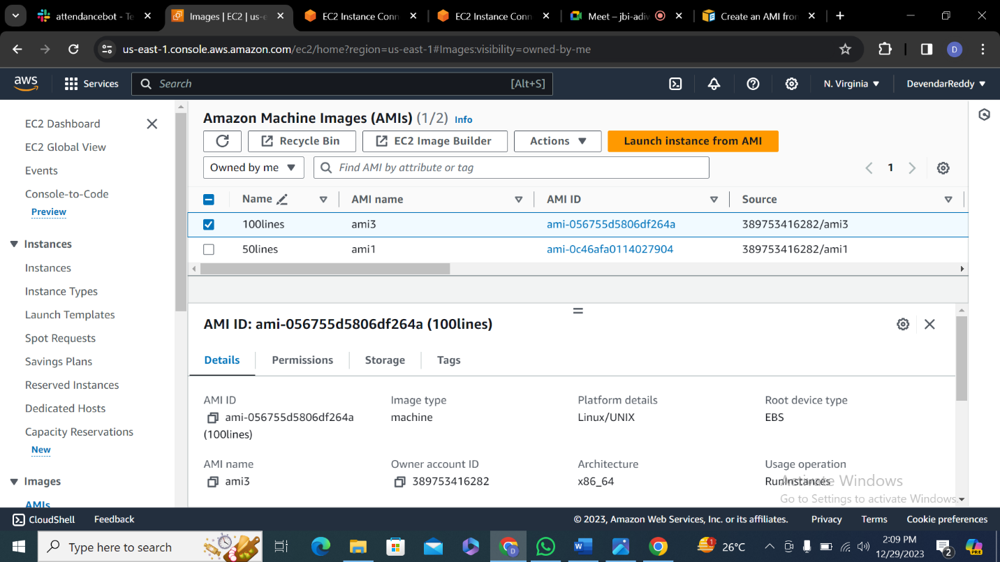 attendancebot - Te
Images | EC2 | us-e
EC2 Instance Conn
EC2 Instance Conn
Meet – jbi-adiw
Create an AMI from
us-east-1.console.aws.amazon.com/ec2/home?region=us-east-1#Images:visibility=owned-by-me
D
aws
Services
Search
[Alt+S]
N. Virginia
DevendarReddy
EC2 Dashboard
EC2 Global View
Events
Console-to-Code
Preview
Instances
Instances
Instance Types
Launch Templates
Spot Requests
Savings Plans
Reserved Instances
Dedicated Hosts
Capacity Reservations
New
Images
AMIs
Amazon Machine Images (AMIs) (1/2) Info
Recycle Bin
EC2 Image Builder
Actions
Launch instance from AMI
Owned by me
Find AMI by attribute or tag
1
Name AMI name AMI ID Source
100lines ami3 ami-056755d5806df264a 389753416282/ami3
50lines ami1 ami-0c46afa0114027904 389753416282/ami1
AMI ID: ami-056755d5806df264a (100lines)
Details Permissions Storage Tags
AMI ID Image type Platform details Root device type
ami-056755d5806df264a machine Linux/UNIX EBS
(100lines)
AMI name Owner account ID Architecture Usage operation
ami3 389753416282 x86_64 RunInstances
Activate Windows
Go to Settings to activate Windows.
CloudShell Feedback © 2023, Amazon Web Services, Inc. or its affiliates. Privacy Terms Cookie preferences
Type here to search
D
1
26°C
2:09 PM
12/29/2023
2
PRE